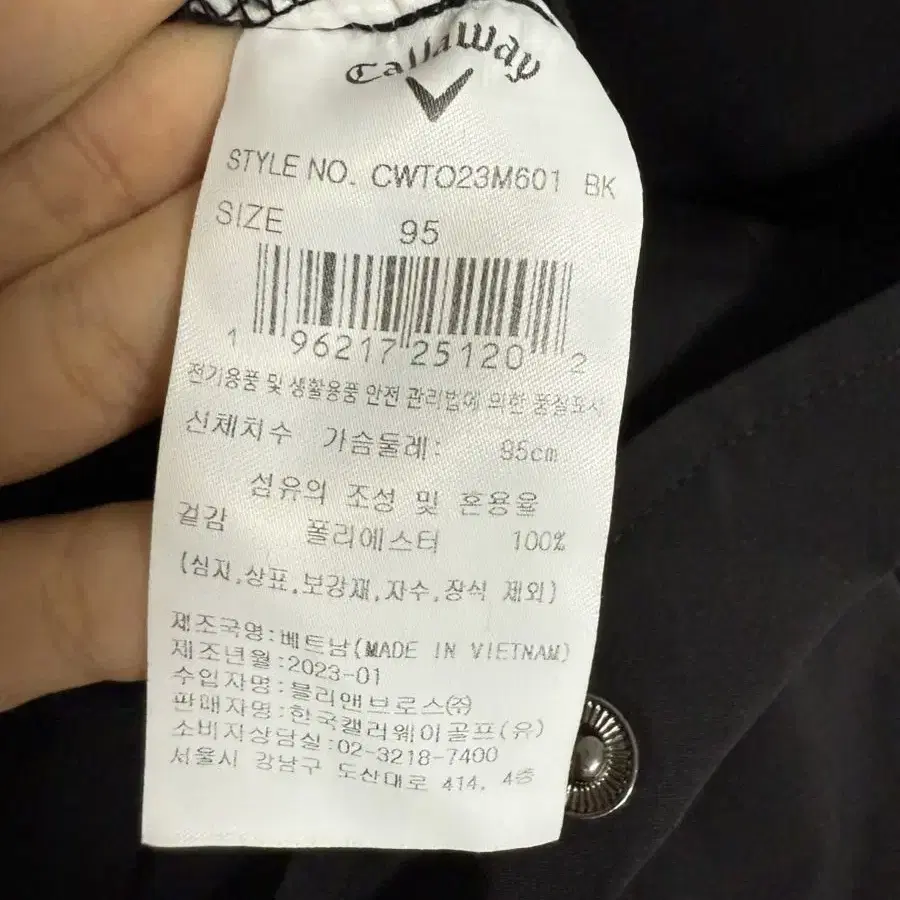 Callaway
STYLE NO. CWTO23M601 BK
SIZE 95
1 96217 25120 2
전기용품 및 생활용품 안전 관리법에 의한 품질표시
신체치수 가슴둘레: 95cm
섬유의 조성 및 혼용율
겉감 폴리에스터 100%
(심지,상표,보강재,자수,장식 제외)
제조국명:베트남(MADE IN VIETNAM)
제조년월:2023-01
수입자명:블리앤브로스㈜
판매자명:한국캘러웨이골프(유)
소비자상담실:02-3218-7400
서울시 강남구 도산대로 414, 4층